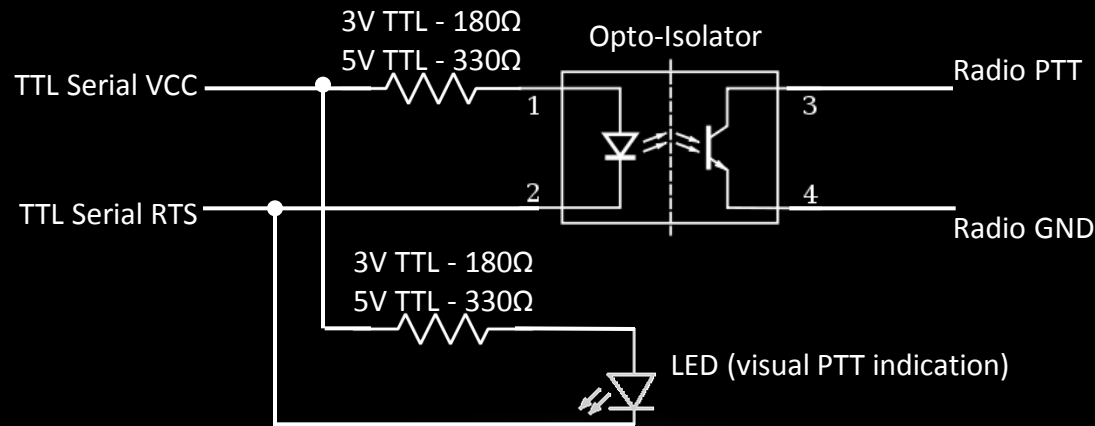 3V TTL - 180Ω
5V TTL - 330Ω
Opto-Isolator
TTL Serial VCC
Radio PTT
1
3
2
4
TTL Serial RTS
Radio GND
3V TTL - 180Ω
5V TTL - 330Ω
LED (visual PTT indication)